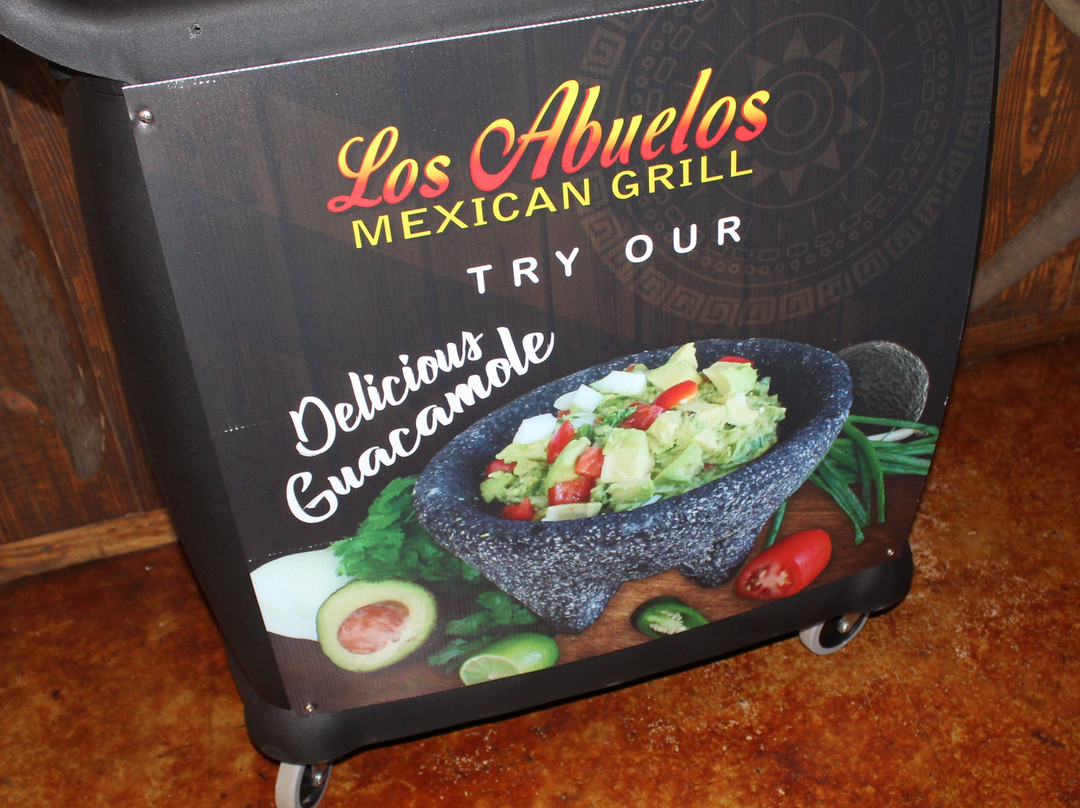 Los Abuelos
MEXICAN GRILL
TRY OUR
Delicious
Guacamole